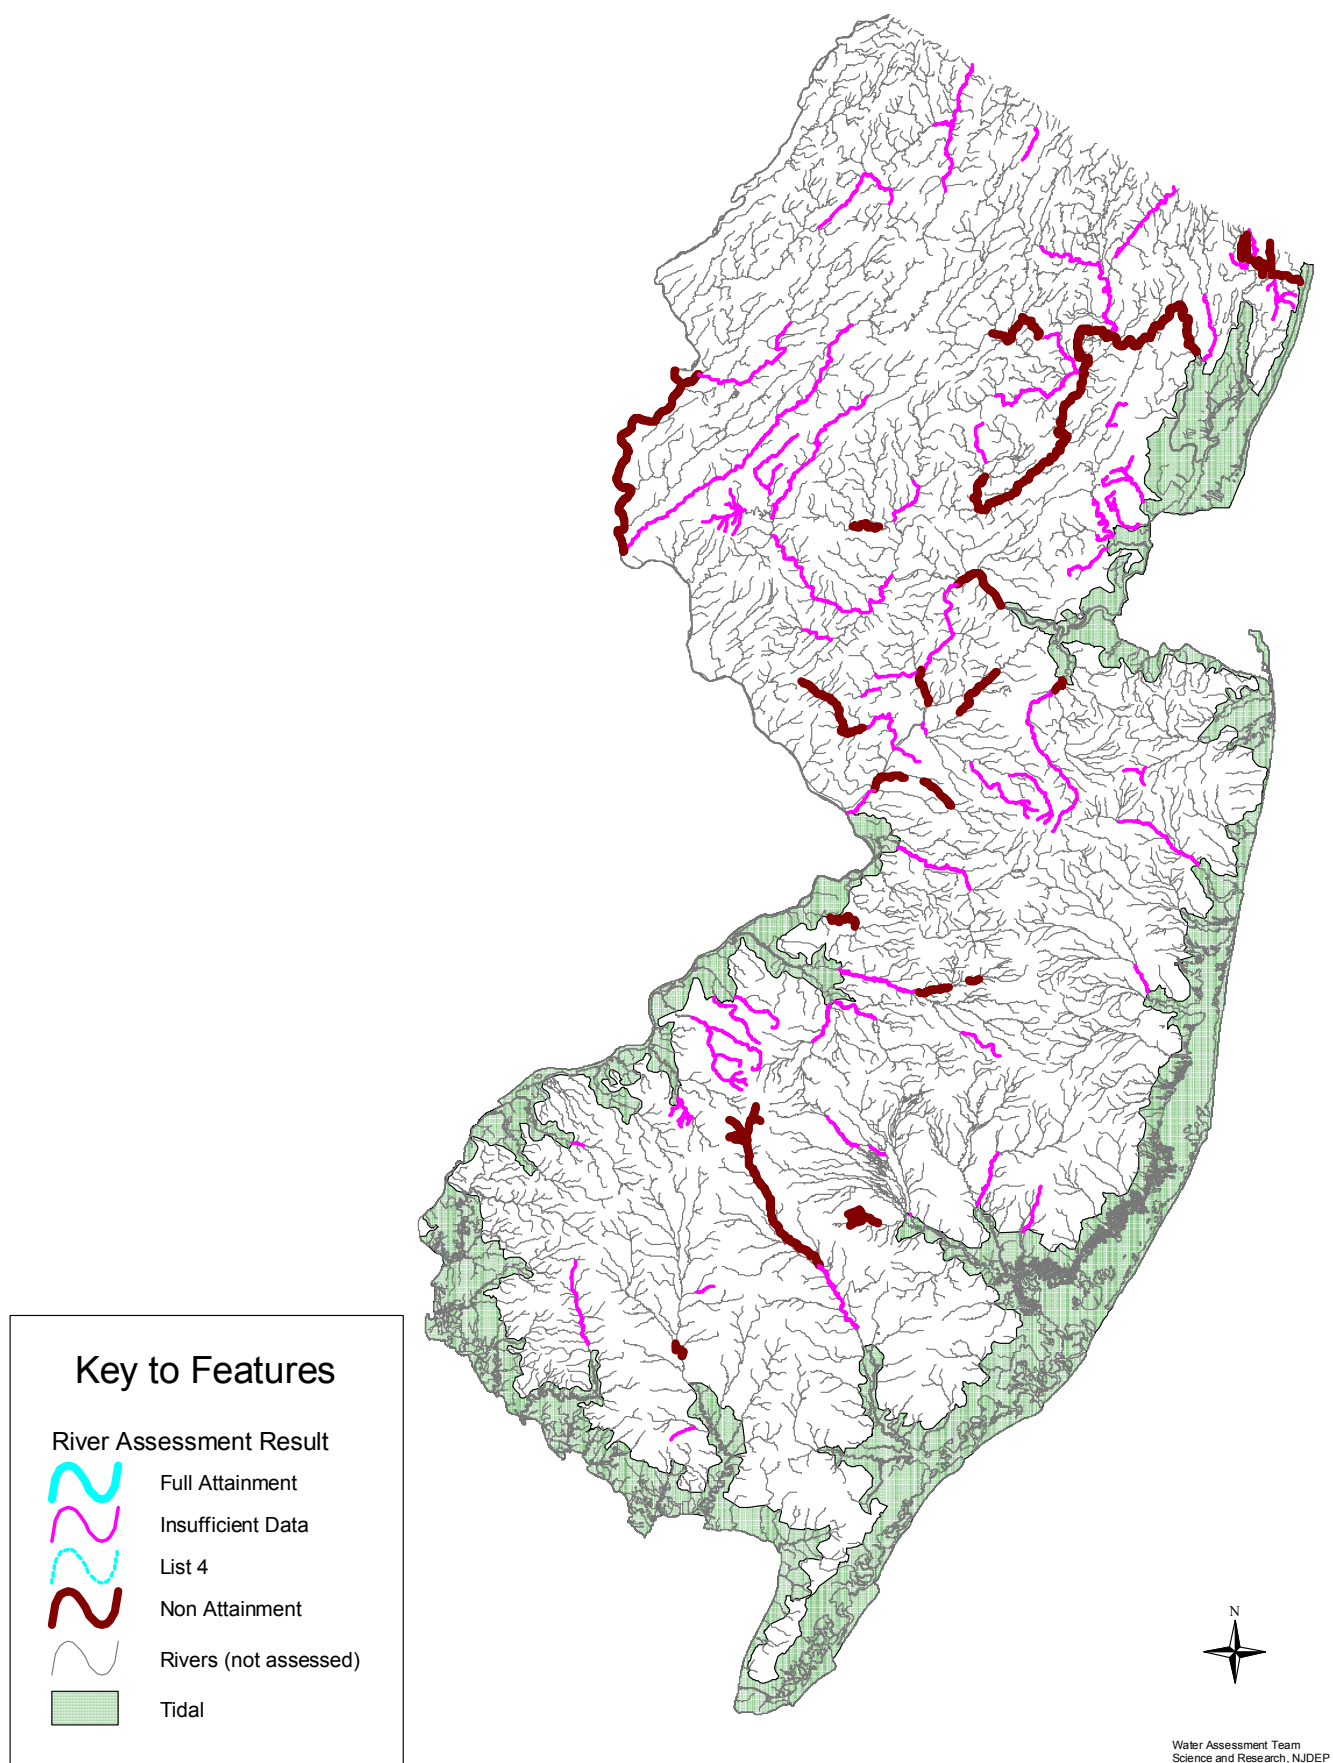 Key to Features
River Assessment Result
Full Attainment
Insufficient Data
List 4
Non Attainment
Rivers (not assessed)
Tidal
N
Water Assessment Team
Science and Research, NJDEP